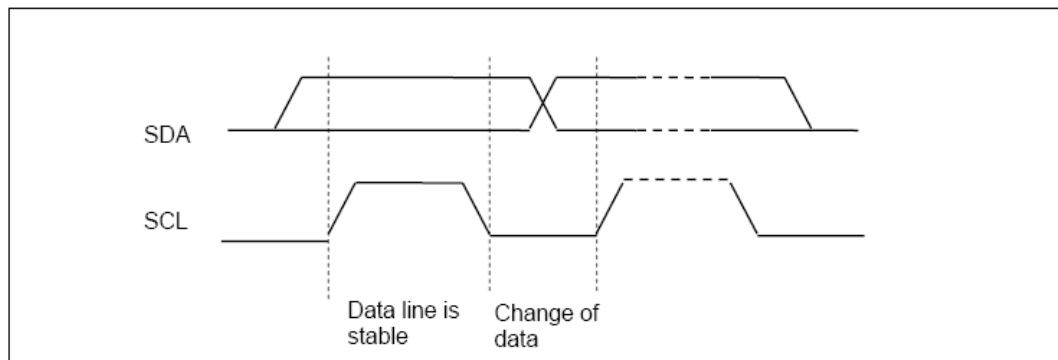 SDA
SCL
Data line is
stable
Change of
data